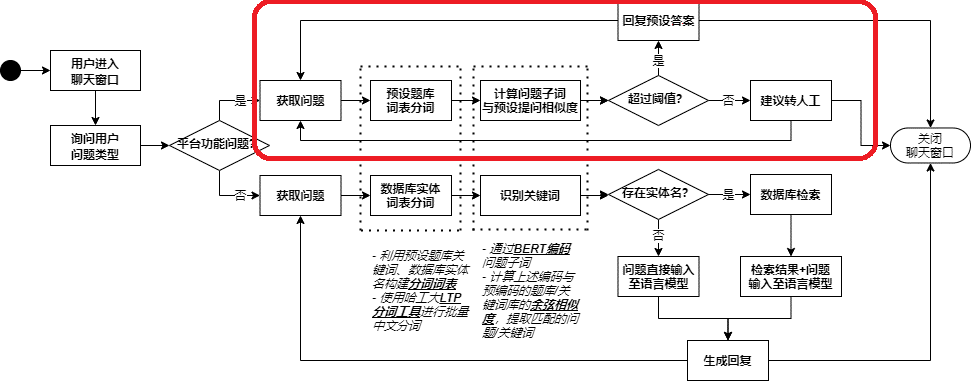 回复预设答案
用户进入
聊天窗口
是
是
获取问题
预设题库
词表分词
计算问题子词
与预设提问相似度
超过阈值?
否
建议转人工
询问用户
问题类型
平台功能问题?
关闭
聊天窗口
否
获取问题
数据库实体
词表分词
识别关键词
存在实体名?
是
数据库检索
否
- 利用预设题库关
键词、数据库实体
名构建分词词表
- 使用哈工大LTP
分词工具进行批量
中文分词
- 通过BERT编码
问题子词
- 计算上述编码与
预编码的题库/关
键词库的余弦相似
度，提取匹配的问
题/关键词
问题直接输入
至语言模型
检索结果+问题
输入至语言模型
生成回复